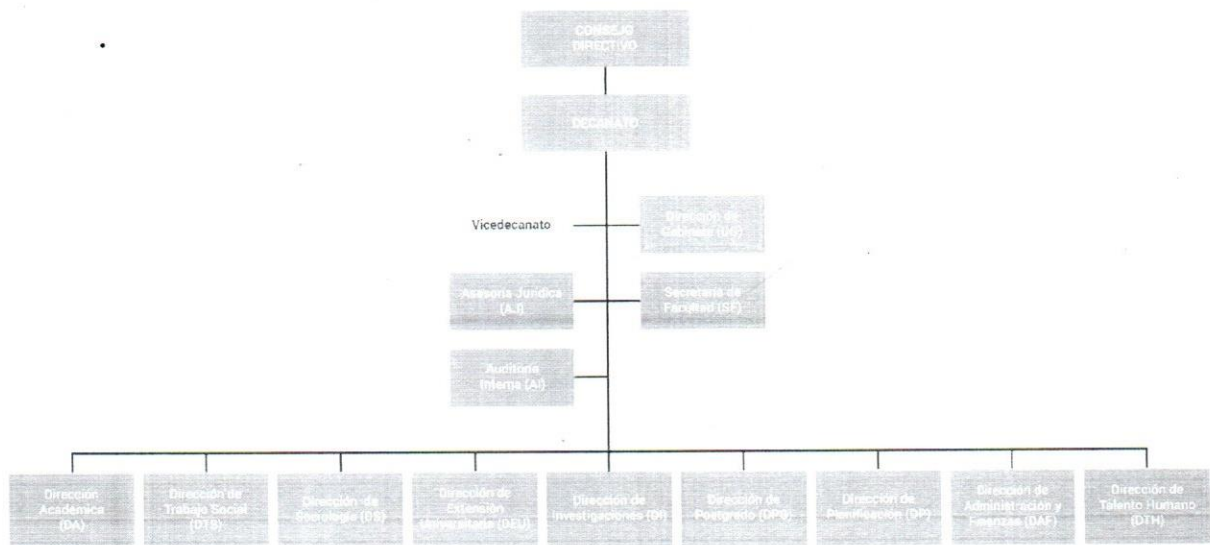 CONSEJO
DIRECTIVO
DECANATO
Vicedecanato
Dirección de
Gabinete (DG)
Asesoría Jurídica
(AJ)
Secretaría de
Facultad (SF)
Auditoría
Interna (AI)
Dirección
Académica
(DA)
Dirección de
Trabajo Social
(DTS)
Dirección de
Sociología (DS)
Dirección de
Extensión
Universitaria (DEU)
Dirección de
Investigaciones (DI)
Dirección de
Postgrado (DPG)
Dirección de
Planificación (DP)
Dirección de
Administración y
Finanzas (DAF)
Dirección de
Talento Humano
(DTH)